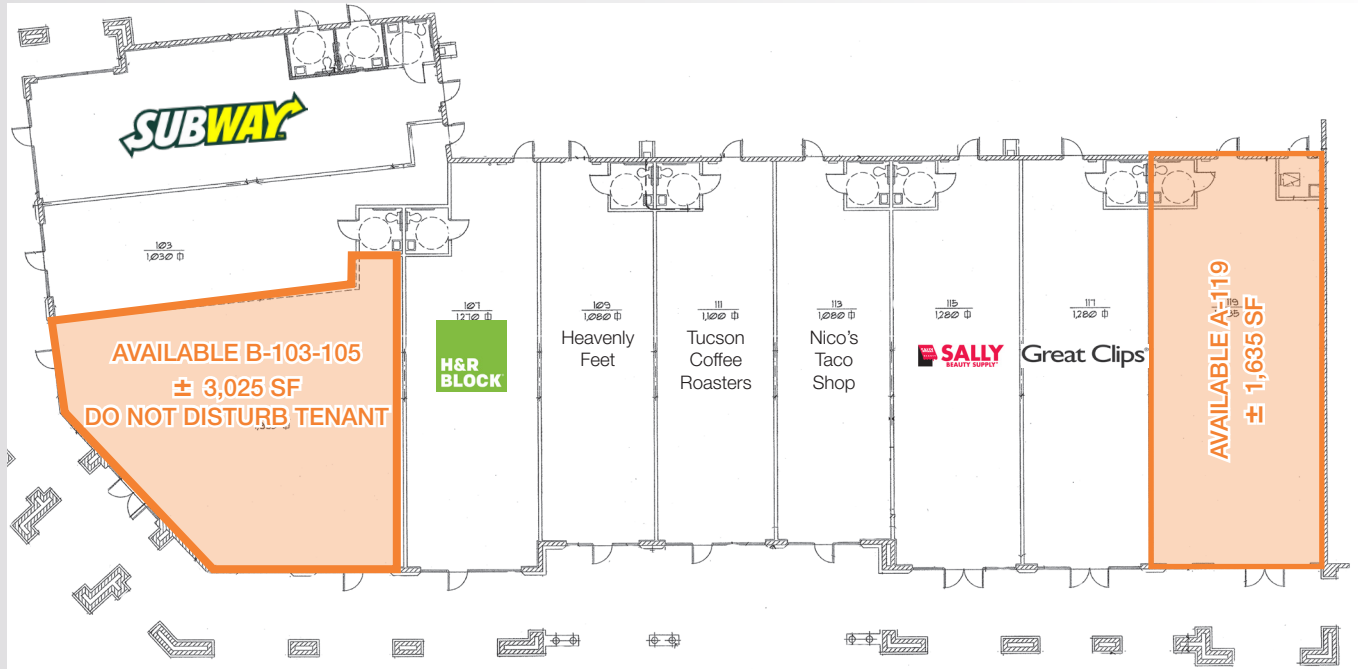 SUBWAY
103
1,030 ⏍
AVAILABLE B-103-105
± 3,025 SF
DO NOT DISTURB TENANT
107
1,270 ⏍
H&R
BLOCK
109
1,080 ⏍
Heavenly
Feet
111
1,100 ⏍
Tucson
Coffee
Roasters
113
1,080 ⏍
Nico's
Taco
Shop
115
1,280 ⏍
SALLY
BEAUTY SUPPLY
117
1,280 ⏍
Great Clips®
119
AVAILABLE A-119
± 1,635 SF